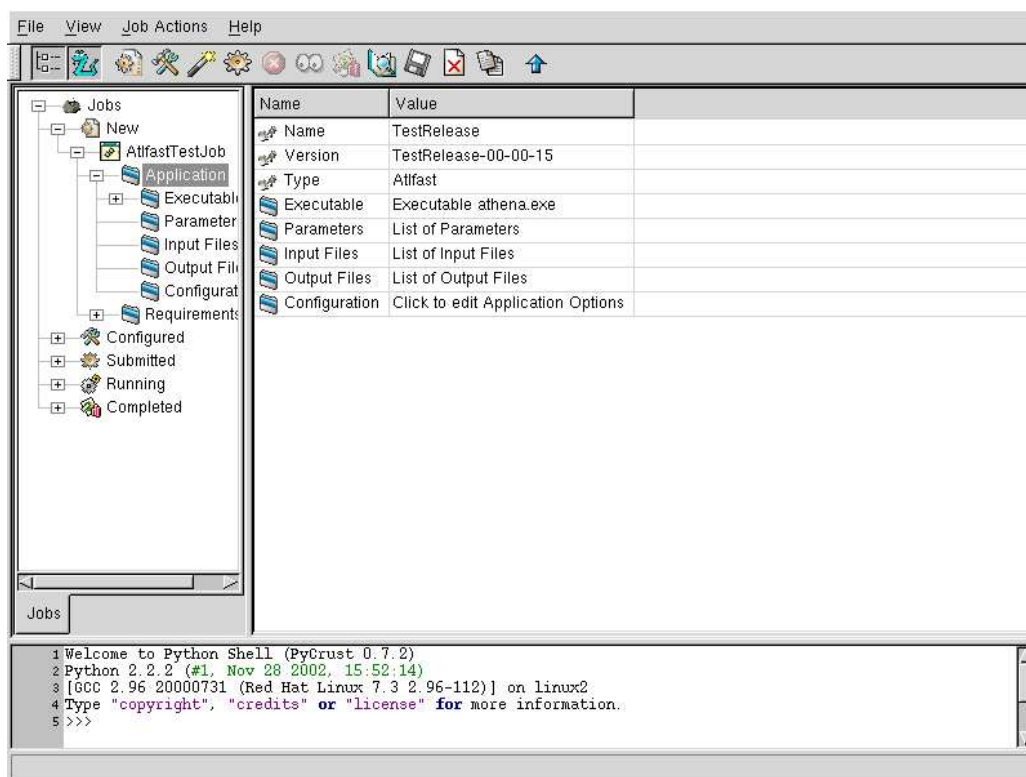 File View Job Actions Help
Jobs
New
AtlfastTestJob
Application
Executabl
Parameter
Input Files
Output Fil
Configurat
Requirements
Configured
Submitted
Running
Completed
Jobs
Name Value
Name TestRelease
Version TestRelease-00-00-15
Type Atlfast
Executable Executable athena.exe
Parameters List of Parameters
Input Files List of Input Files
Output Files List of Output Files
Configuration Click to edit Application Options
1 Welcome to Python Shell (PyCrust 0.7.2)
2 Python 2.2.2 (#1, Nov 28 2002, 15:52:14)
3 [GCC 2.96 20000731 (Red Hat Linux 7.3 2.96-112)] on linux2
4 Type "copyright", "credits" or "license" for more information.
5 >>>